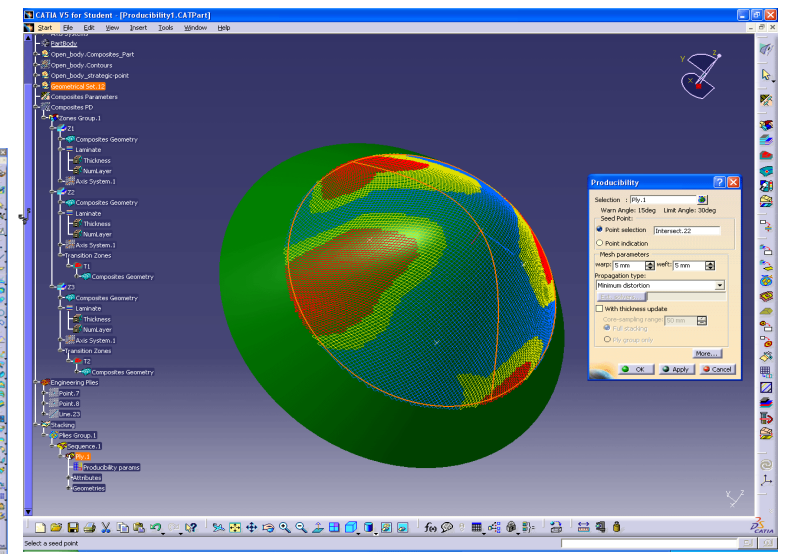 CATIA V5 for Student - [Producibility1.CATPart]
Start File Edit View Insert Tools Window Help
PartBody
Open_body.Composites_Part
Open_body.Contours
Open_body_strategic-point
Geometrical Set.12
Composites Parameters
Composites PD
Zones Group.1
Z1
Composites Geometry
Laminate
Thickness
NumLayer
Axis System.1
Z2
Composites Geometry
Laminate
Thickness
NumLayer
Axis System.1
Transition Zones
T1
Composites Geometry
Z3
Composites Geometry
Laminate
Thickness
NumLayer
Axis System.1
Transition Zones
T2
Composites Geometry
Engineering Plies
Point.7
Point.8
Line.23
Stacking
Plies Group.1
Sequence.1
Ply.1
Producibility params
Attributes
Geometries
z
y
x
Producibility
Selection : Ply.1
Warn Angle: 15deg Limit Angle: 30deg
Seed Point:
Point selection Intersect.22
Point indication
Mesh parameters
warp: 5 mm weft: 5 mm
Propagation type:
Minimum distortion
With thickness update
Core-sampling range: 50 mm
Full stacking
Ply group only
More...
OK Apply Cancel
Select a seed point
CATIA